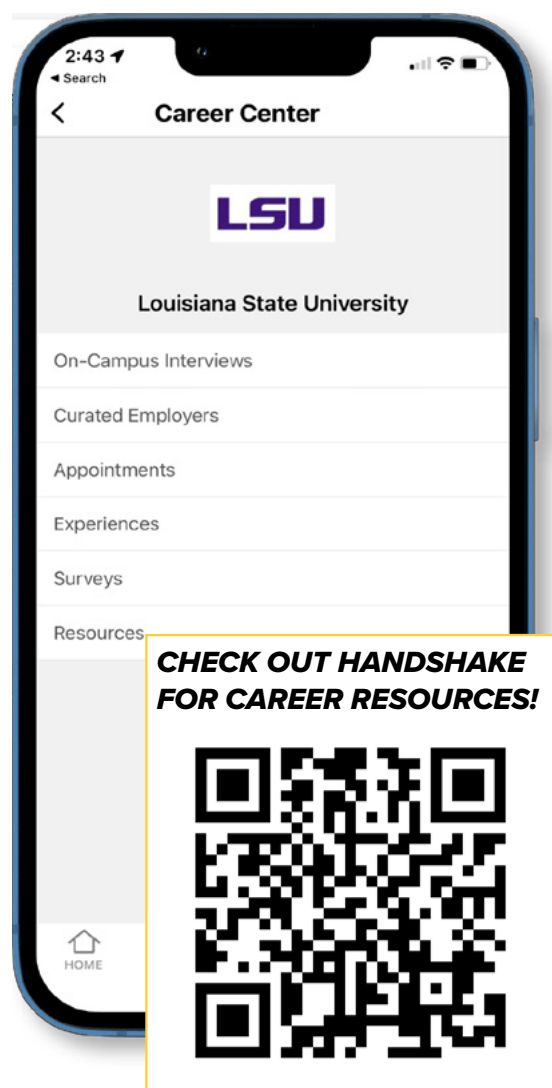 2:43
Search
Career Center
LSU
Louisiana State University
On-Campus Interviews
Curated Employers
Appointments
Experiences
Surveys
Resources
CHECK OUT HANDSHAKE
FOR CAREER RESOURCES!
HOME